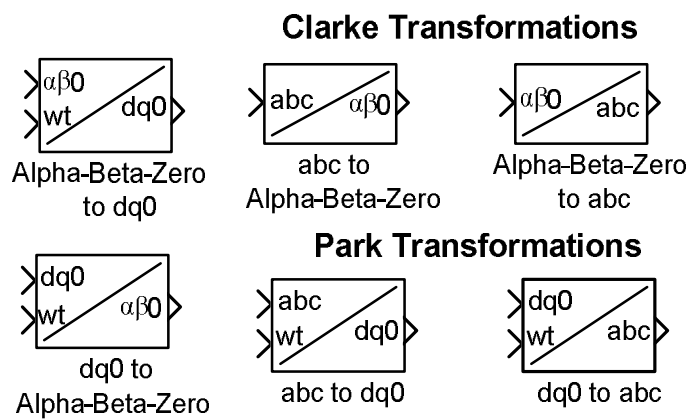 Clarke Transformations
αβ0
wt
dq0
Alpha-Beta-Zero
to dq0
abc
αβ0
abc to
Alpha-Beta-Zero
αβ0
abc
Alpha-Beta-Zero
to abc
Park Transformations
dq0
wt
αβ0
dq0 to
Alpha-Beta-Zero
abc
wt
dq0
abc to dq0
dq0
wt
abc
dq0 to abc